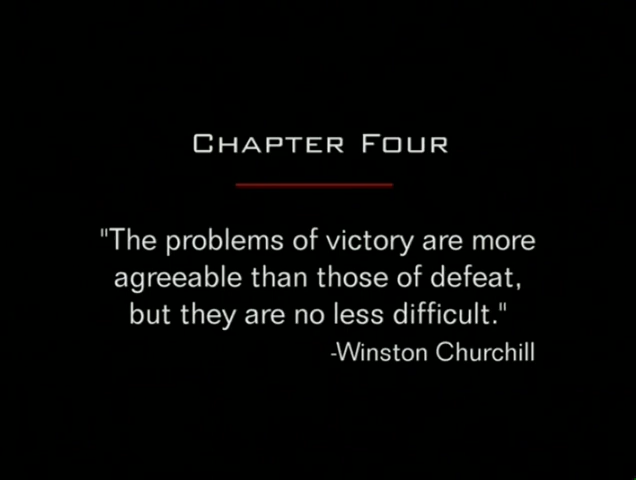 Chapter Four
"The problems of victory are more
agreeable than those of defeat,
but they are no less difficult."
-Winston Churchill